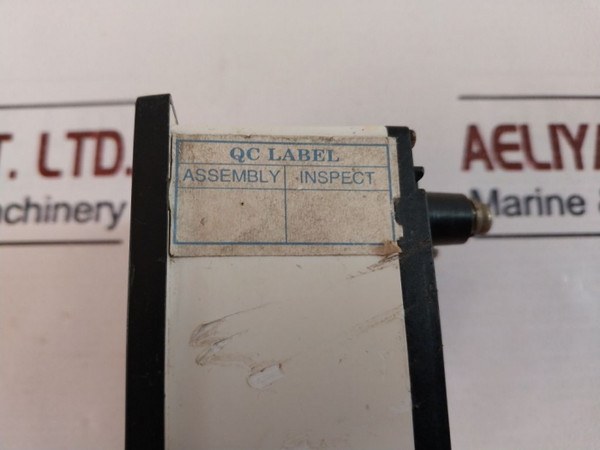 QC LABEL
ASSEMBLY INSPECT
T. LTD.
AELIYA
chinery
Marine &